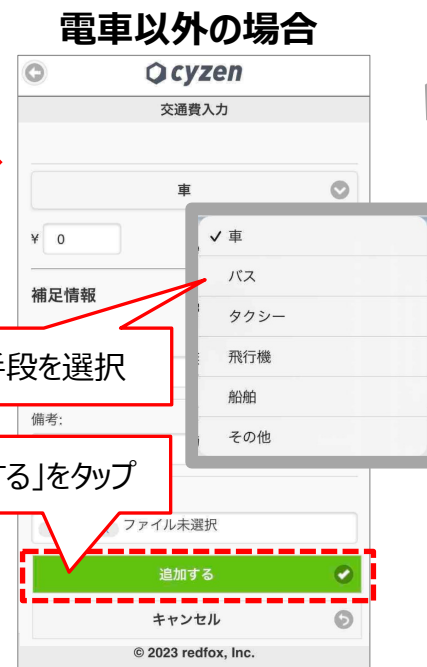 電車以外の場合
cyzen
交通費入力
車
¥ 0
✓ 車
バス
タクシー
飛行機
船舶
その他
補足情報
手段を選択
備考:
する」をタップ
ファイル未選択
追加する
キャンセル
© 2023 redfox, Inc.